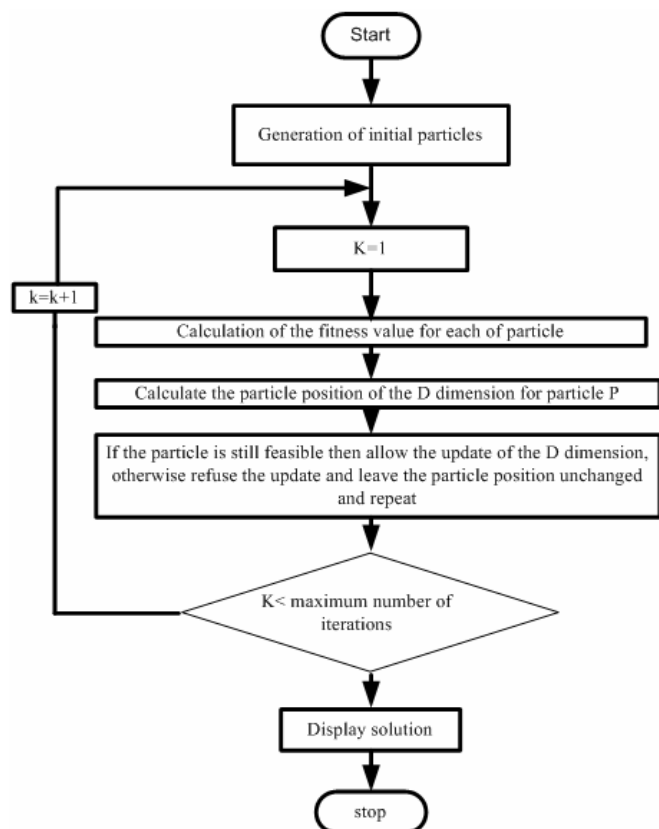 Start
Generation of initial particles
K=1
k=k+1
Calculation of the fitness value for each of particle
Calculate the particle position of the D dimension for particle P
If the particle is still feasible then allow the update of the D dimension,
otherwise refuse the update and leave the particle position unchanged
and repeat
K< maximum number of
iterations
Display solution
stop